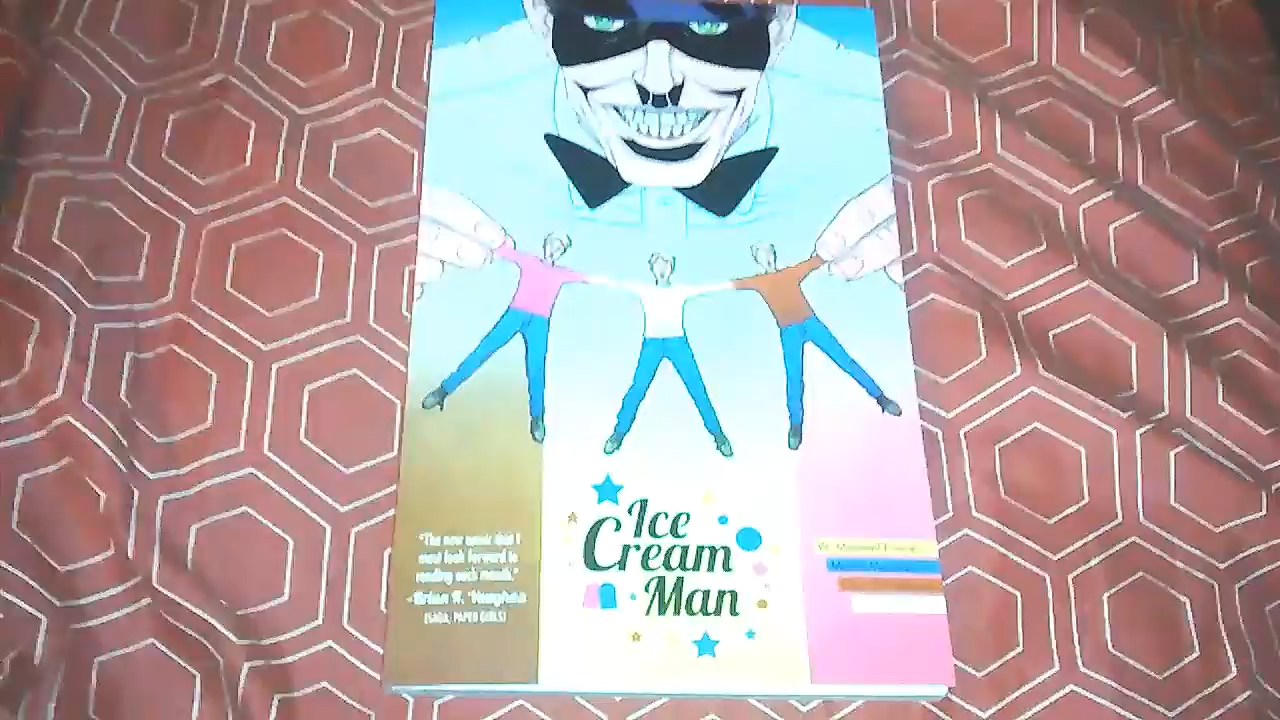 "The new comic that I
most look forward to
reading each month."
-Brian K. Vaughan
(SAGA, PAPER GIRLS)
Ice
Cream
Man